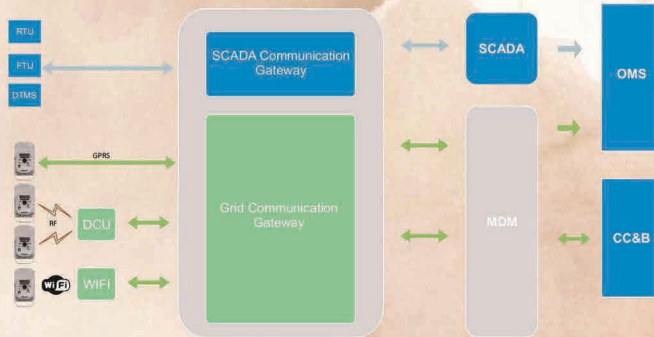 RTU
FTU
DTMS
SCADA Communication
Gateway
SCADA
OMS
GPRS
RF
DCU
Grid Communication
Gateway
MDM
CC&B
WiFi
WIFI